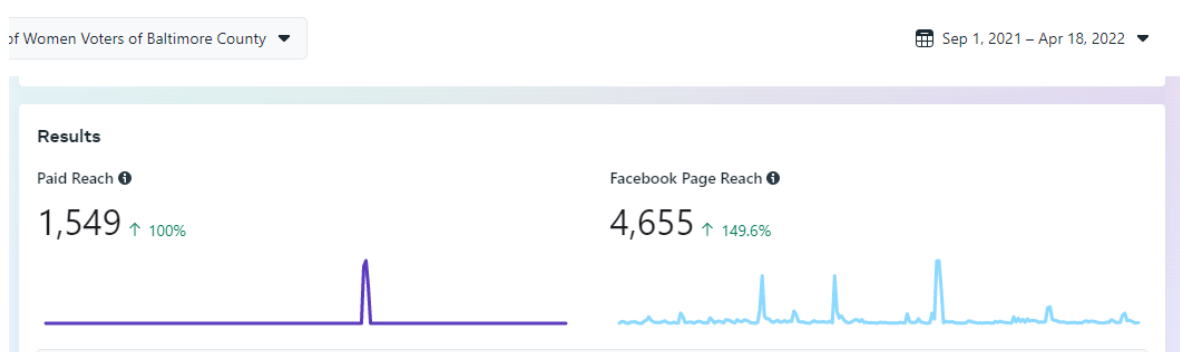 of Women Voters of Baltimore County
Sep 1, 2021 – Apr 18, 2022
Results
Paid Reach
1,549 ↑ 100%
Facebook Page Reach
4,655 ↑ 149.6%